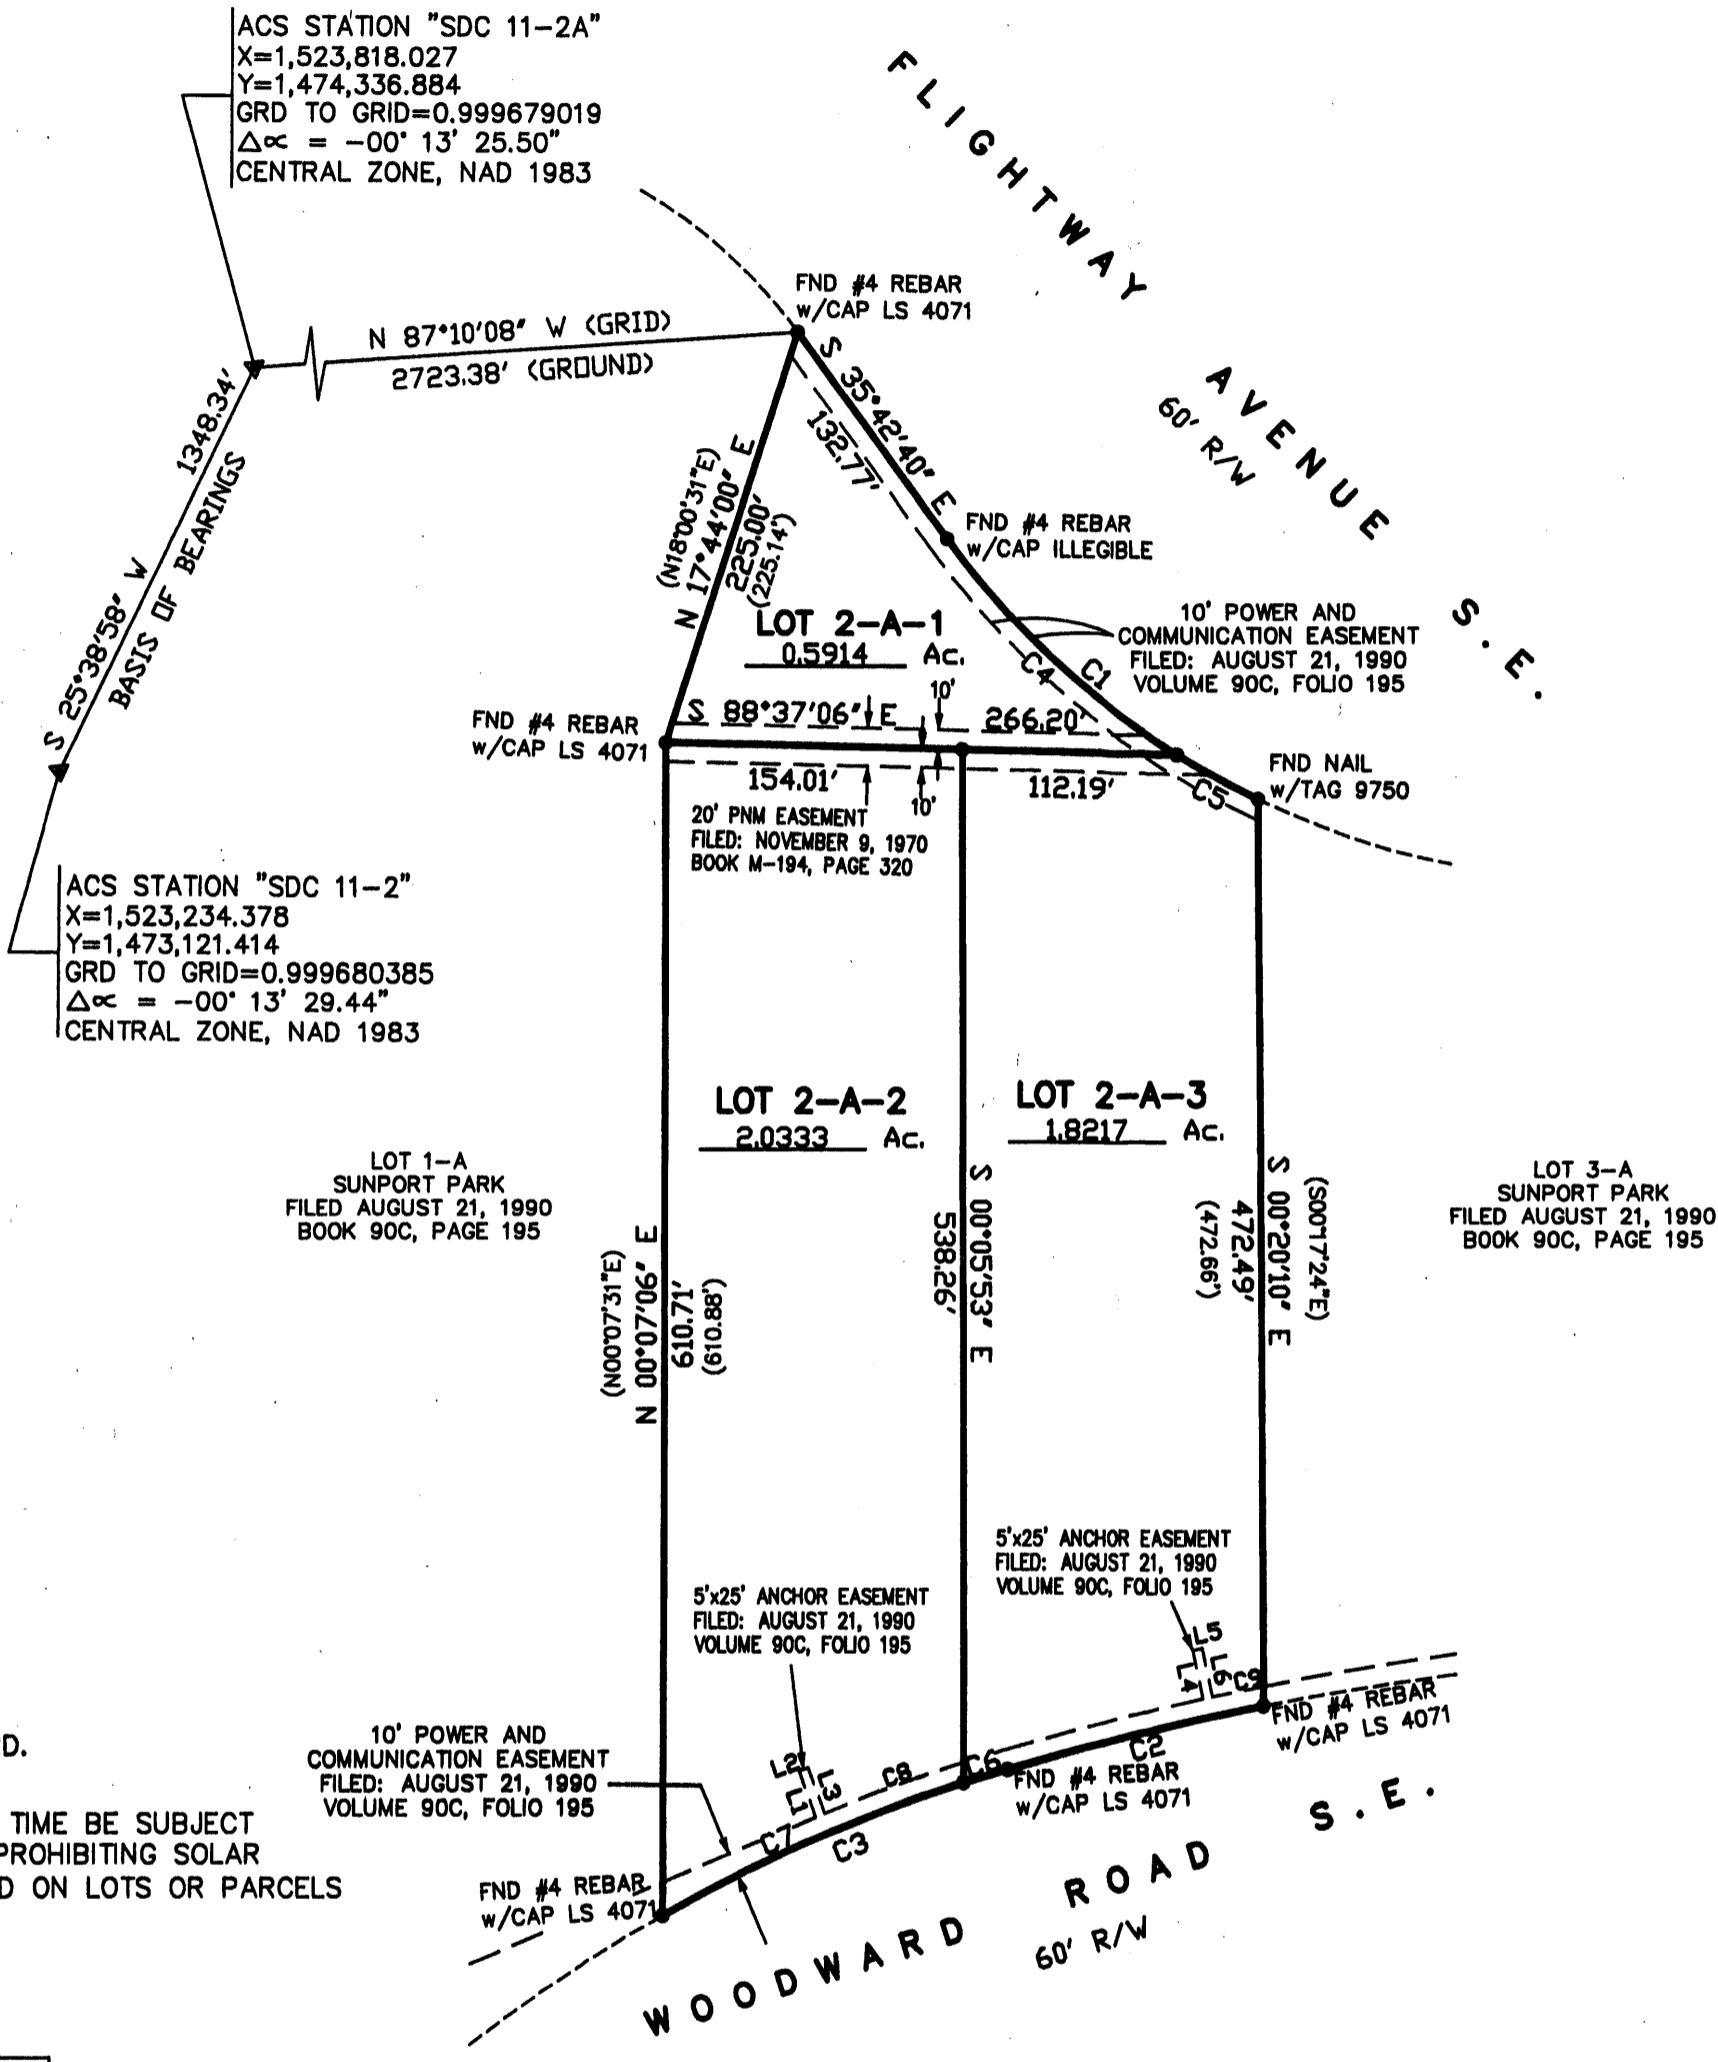 ACS STATION "SDC 11-2A"
X=1,523,818.027
Y=1,474,336.884
GRD TO GRID=0.999679019
Δ∝ = -00° 13' 25.50"
CENTRAL ZONE, NAD 1983
FLIGHTWAY AVENUE S.E.
60' R/W
FND #4 REBAR
w/CAP LS 4071
N 87°10'08" W (GRID)
2723.38' (GROUND)
1348.34'
S 25°38'58" W
BASIS OF BEARINGS
S 35°42'40" E
132.77'
(N18°00'31"E)
N 17°44'00" E
225.00'
(225.14')
FND #4 REBAR
w/CAP ILLEGIBLE
10' POWER AND
COMMUNICATION EASEMENT
FILED: AUGUST 21, 1990
VOLUME 90C, FOLIO 195
LOT 2-A-1
0.5914 Ac.
C4
C1
10'
S 88°37'06" E 266.20'
FND #4 REBAR
w/CAP LS 4071
154.01'
10'
112.19'
C5
FND NAIL
w/TAG 9750
20' PNM EASEMENT
FILED: NOVEMBER 9, 1970
BOOK M-194, PAGE 320
ACS STATION "SDC 11-2"
X=1,523,234.378
Y=1,473,121.414
GRD TO GRID=0.999680385
Δ∝ = -00° 13' 29.44"
CENTRAL ZONE, NAD 1983
LOT 2-A-2
2.0333 Ac.
LOT 2-A-3
1.8217 Ac.
LOT 1-A
SUNPORT PARK
FILED AUGUST 21, 1990
BOOK 90C, PAGE 195
LOT 3-A
SUNPORT PARK
FILED AUGUST 21, 1990
BOOK 90C, PAGE 195
(N00°07'31"E)
N 00°07'06" E
610.71'
(610.88')
S 00°05'53" E
538.26'
(S00°17'24"E)
S 00°20'10" E
472.49'
(472.66')
5'x25' ANCHOR EASEMENT
FILED: AUGUST 21, 1990
VOLUME 90C, FOLIO 195
5'x25' ANCHOR EASEMENT
FILED: AUGUST 21, 1990
VOLUME 90C, FOLIO 195
L5
L4
L6
C9
FND #4 REBAR
w/CAP LS 4071
10' POWER AND
COMMUNICATION EASEMENT
FILED: AUGUST 21, 1990
VOLUME 90C, FOLIO 195
L2
L1
L3
C8
C6
C2
FND #4 REBAR
w/CAP LS 4071
C7
C3
FND #4 REBAR
w/CAP LS 4071
WOODWARD ROAD S.E.
60' R/W
D.
TIME BE SUBJECT
PROHIBITING SOLAR
D ON LOTS OR PARCELS